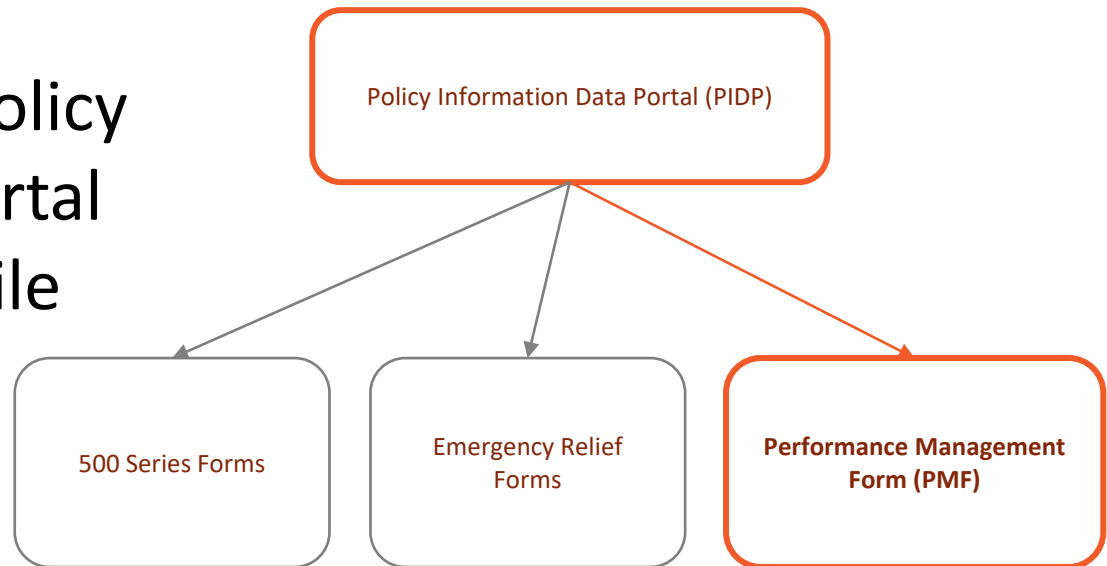 olicy
rtal
ile
Policy Information Data Portal (PIDP)
500 Series Forms
Emergency Relief
Forms
Performance Management
Form (PMF)